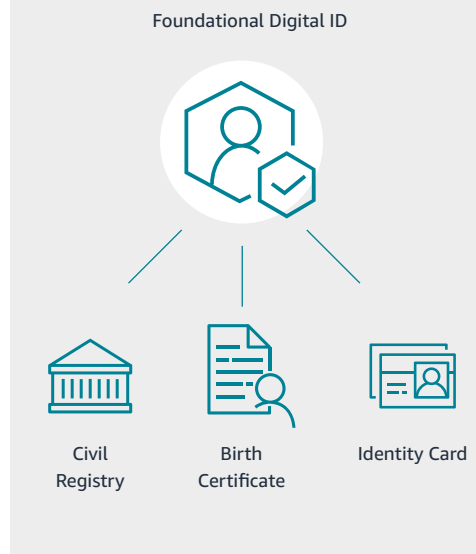 Foundational Digital ID
Civil
Registry
Birth
Certificate
Identity Card